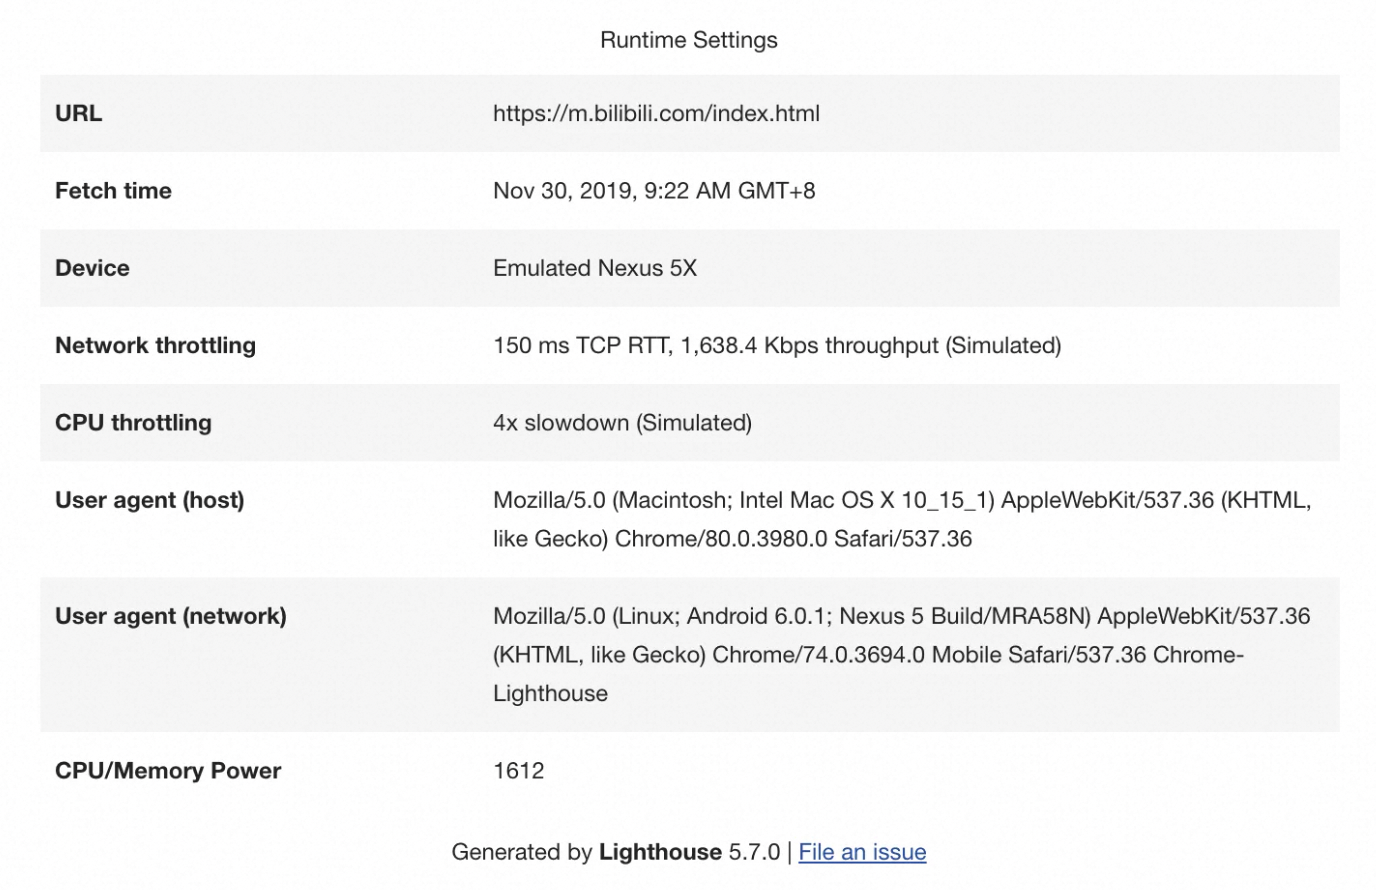 Runtime Settings
URL
https://m.bilibili.com/index.html
Fetch time
Nov 30, 2019, 9:22 AM GMT+8
Device
Emulated Nexus 5X
Network throttling
150 ms TCP RTT, 1,638.4 Kbps throughput (Simulated)
CPU throttling
4x slowdown (Simulated)
User agent (host)
Mozilla/5.0 (Macintosh; Intel Mac OS X 10_15_1) AppleWebKit/537.36 (KHTML,
like Gecko) Chrome/80.0.3980.0 Safari/537.36
User agent (network)
Mozilla/5.0 (Linux; Android 6.0.1; Nexus 5 Build/MRA58N) AppleWebKit/537.36
(KHTML, like Gecko) Chrome/74.0.3694.0 Mobile Safari/537.36 Chrome-
Lighthouse
CPU/Memory Power
1612
Generated by Lighthouse 5.7.0 | File an issue